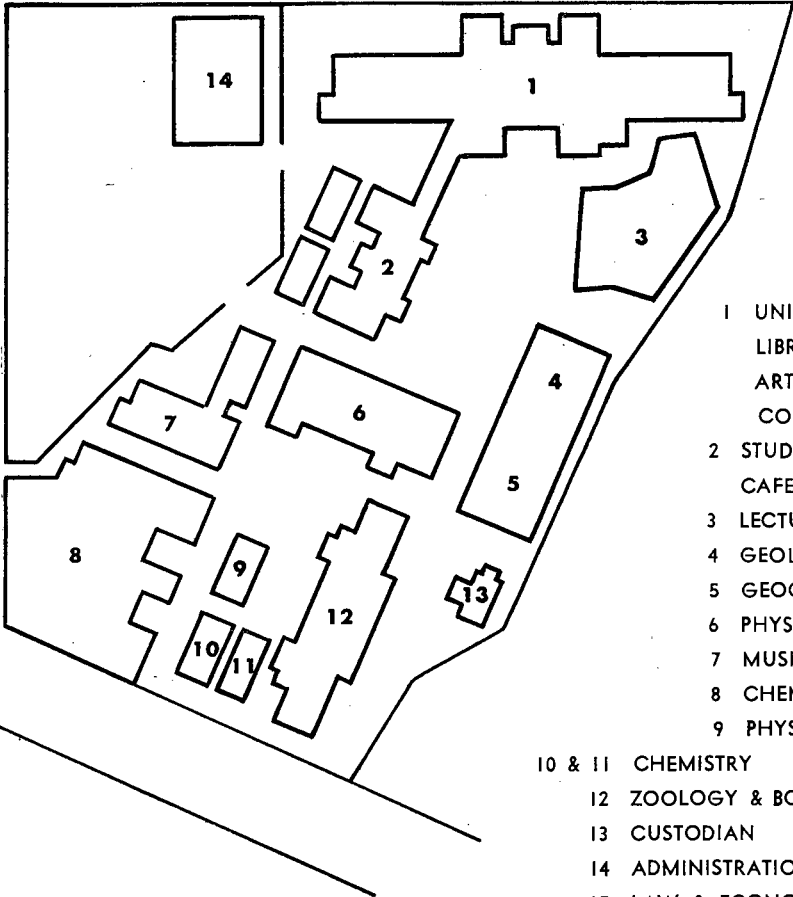 14
1
3
2
4
6
7
5
8
9
13
12
10
11
1 UNI
LIBR
ART
CO
2 STUD
CAFE
3 LECTU
4 GEOL
5 GEOG
6 PHYS
7 MUSI
8 CHEM
9 PHYS
10 & 11 CHEMISTRY
12 ZOOLOGY & BO
13 CUSTODIAN
14 ADMINISTRATIO